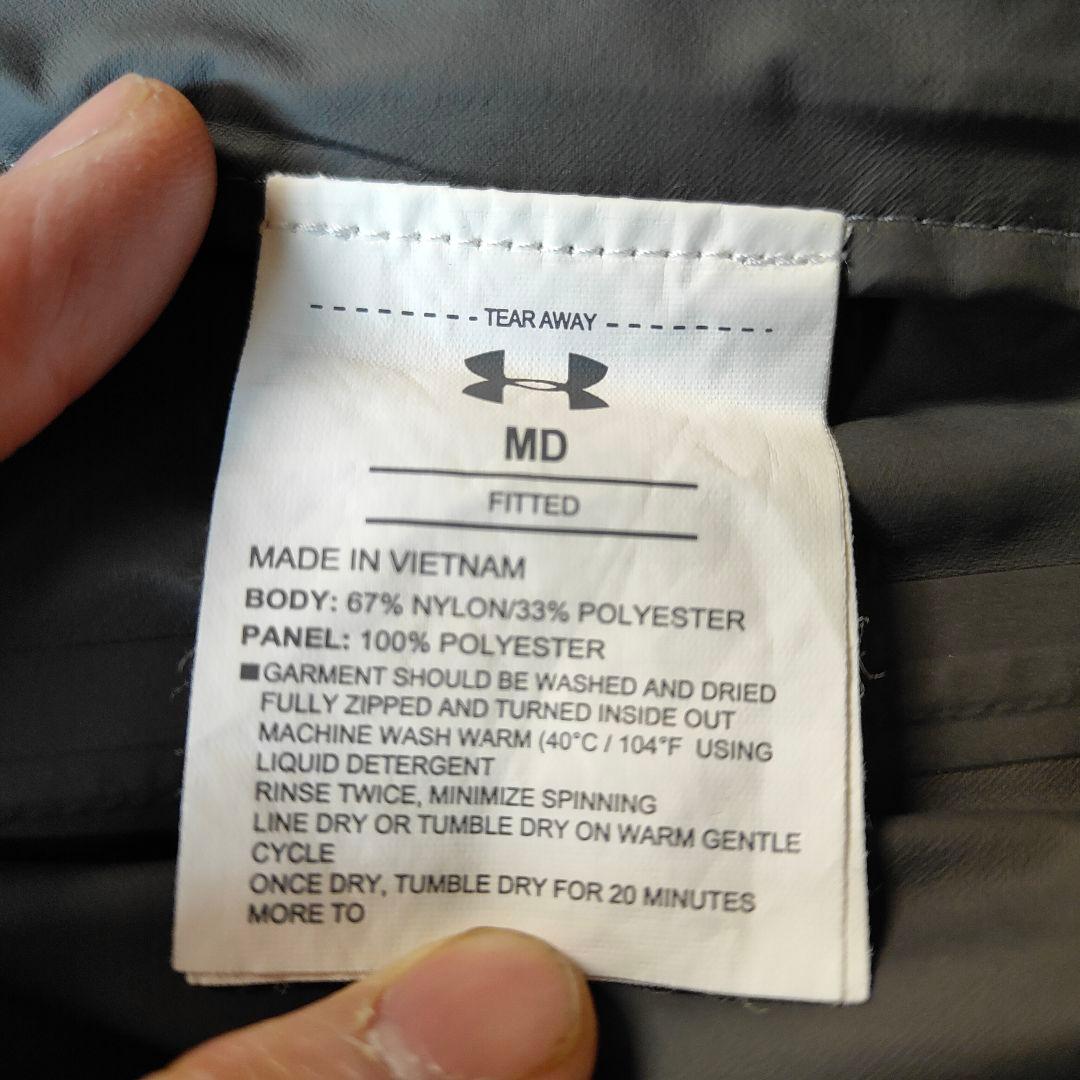 --------TEAR AWAY--------
MD
FITTED
MADE IN VIETNAM
BODY: 67% NYLON/33% POLYESTER
PANEL: 100% POLYESTER
■GARMENT SHOULD BE WASHED AND DRIED
FULLY ZIPPED AND TURNED INSIDE OUT
MACHINE WASH WARM (40°C / 104°F USING
LIQUID DETERGENT
RINSE TWICE, MINIMIZE SPINNING
LINE DRY OR TUMBLE DRY ON WARM GENTLE
CYCLE
ONCE DRY, TUMBLE DRY FOR 20 MINUTES
MORE TO